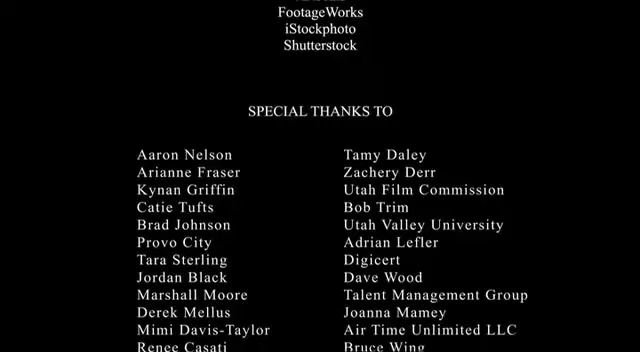 FootageWorks
iStockphoto
Shutterstock
SPECIAL THANKS TO
Aaron Nelson
Arianne Fraser
Kynan Griffin
Catie Tufts
Brad Johnson
Provo City
Tara Sterling
Jordan Black
Marshall Moore
Derek Mellus
Mimi Davis-Taylor
Renee Casati
Tamy Daley
Zachery Derr
Utah Film Commission
Bob Trim
Utah Valley University
Adrian Lefler
Digicert
Dave Wood
Talent Management Group
Joanna Mamey
Air Time Unlimited LLC
Bruce Wing